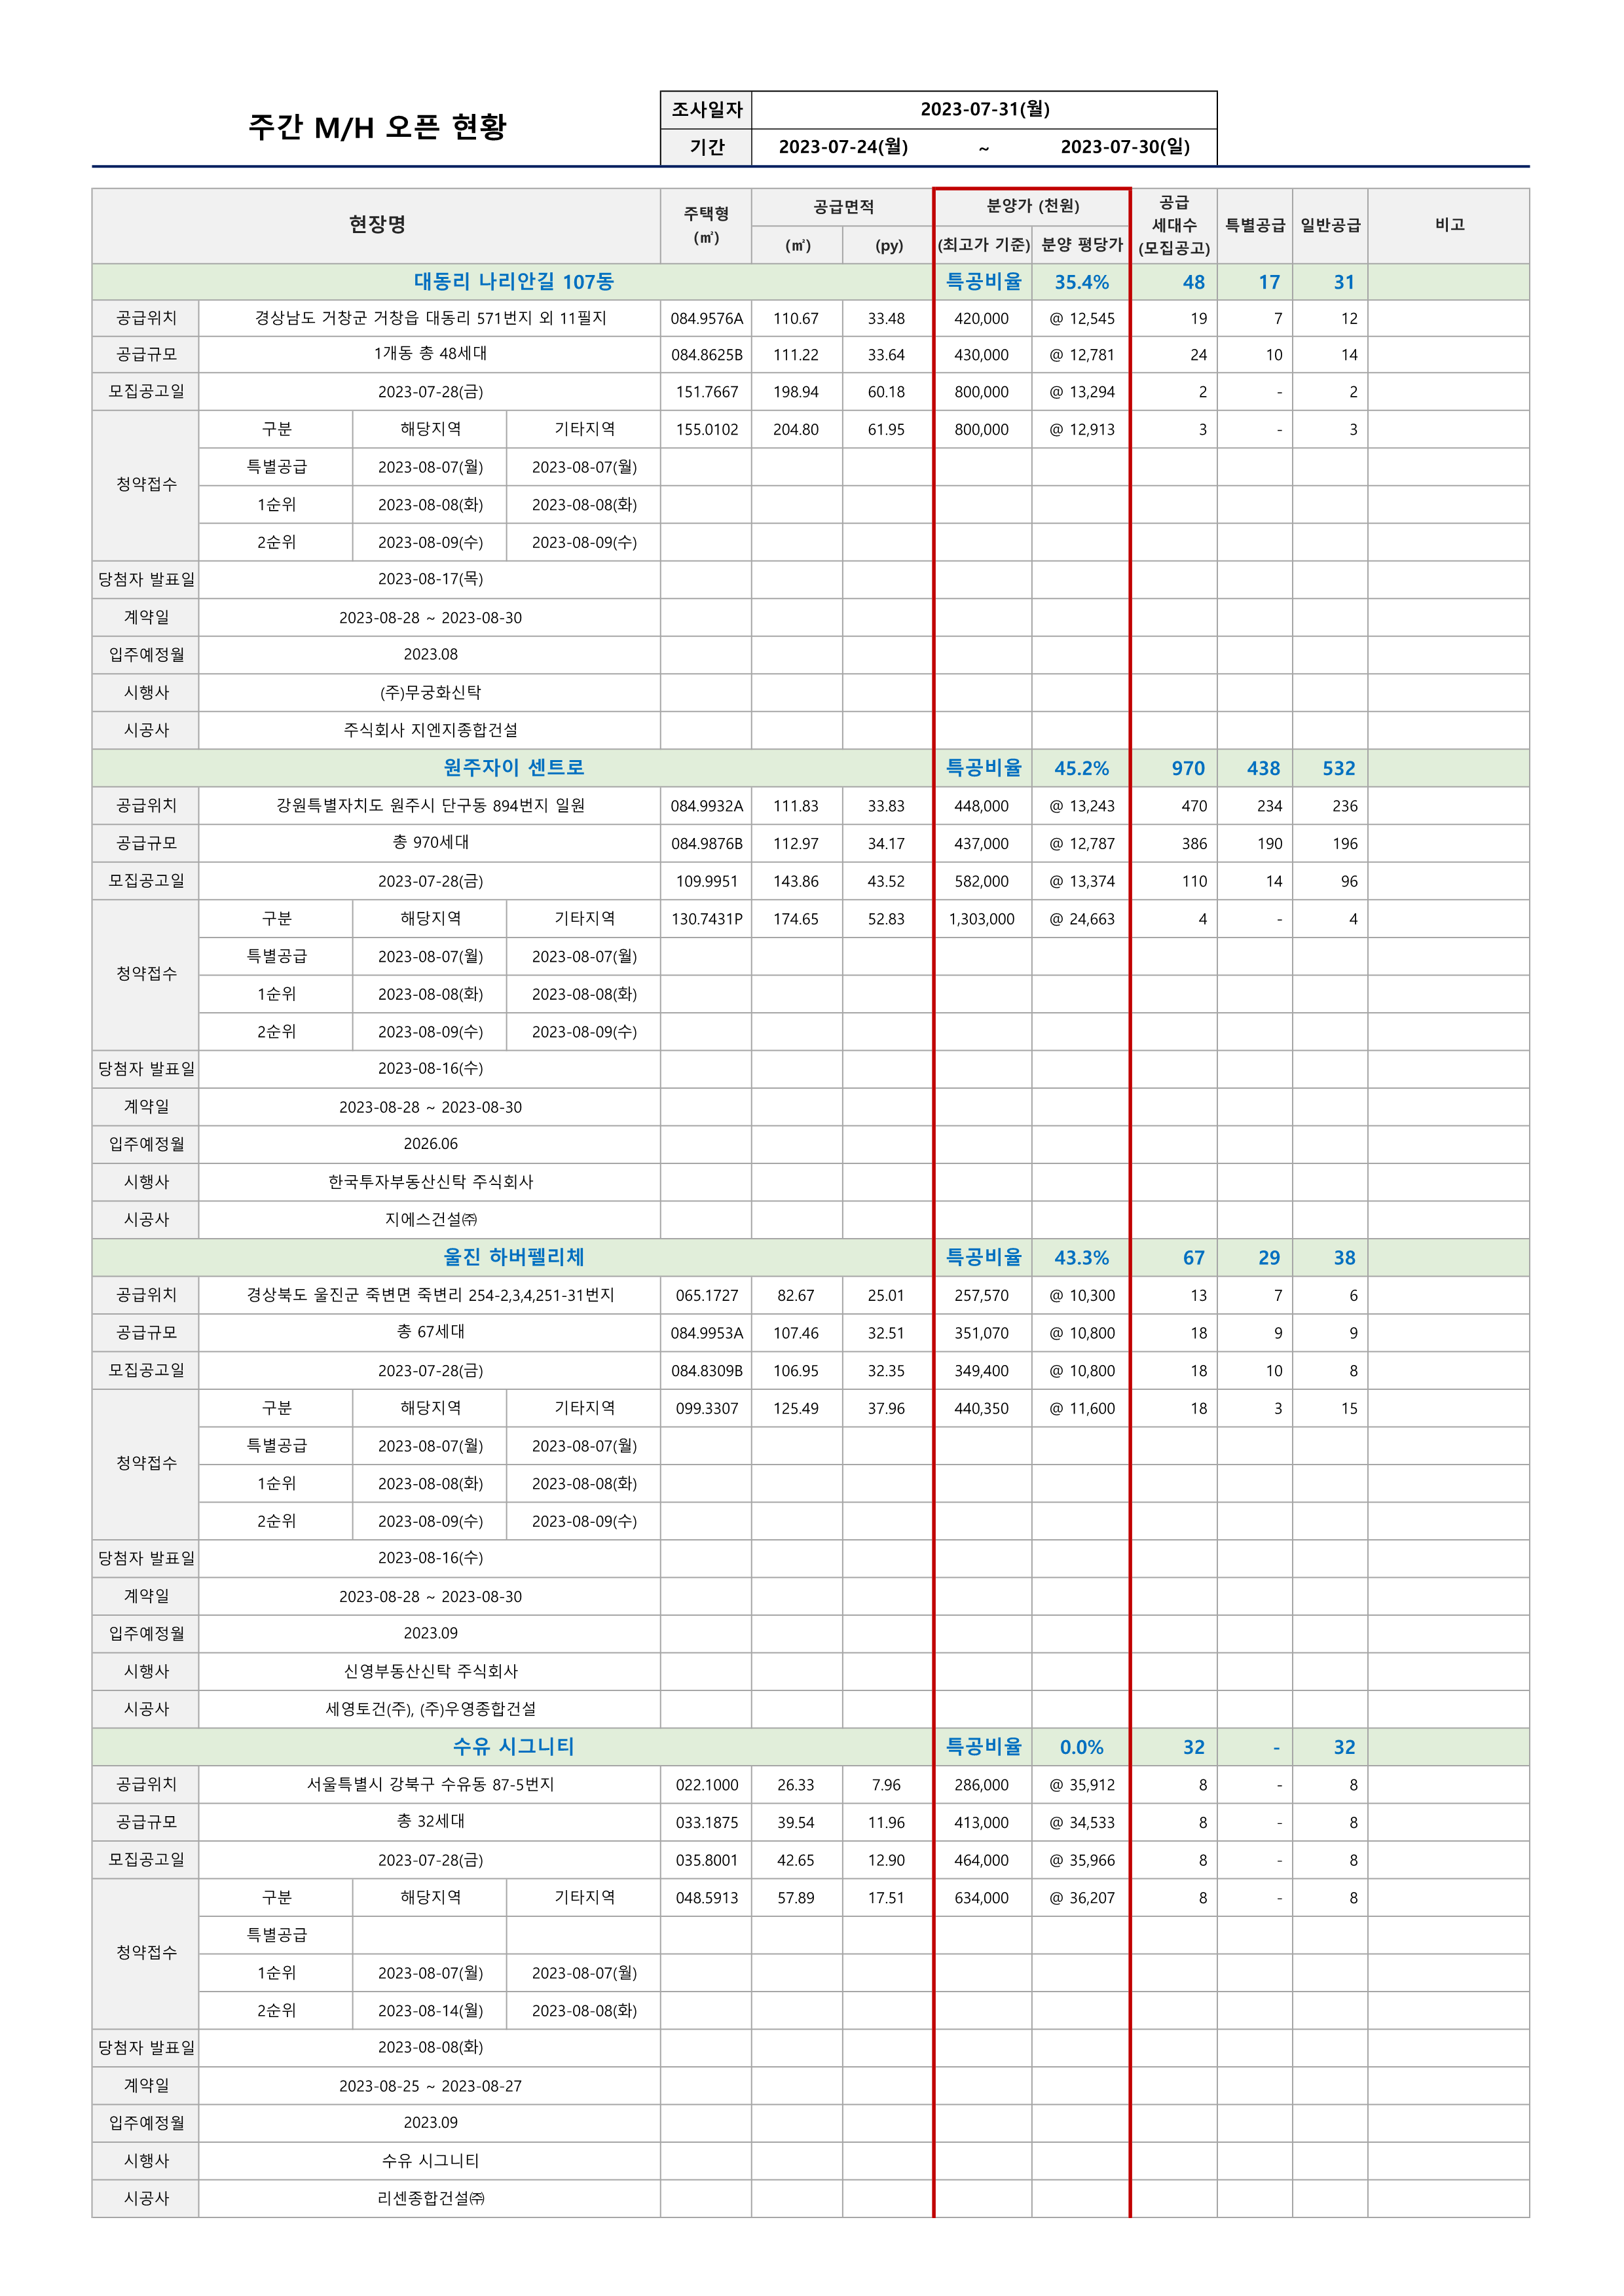 주간 M/H 오픈 현황
조사일자 2023-07-31(월)
기간 2023-07-24(월) ~ 2023-07-30(일)
현장명 주택형 (㎡) 공급면적 분양가 (천원) 공급 세대수 (모집공고) 특별공급 일반공급 비고
(㎡) (py) (최고가 기준) 분양 평당가
대동리 나리안길 107동 특공비율 35.4% 48 17 31
공급위치 경상남도 거창군 거창읍 대동리 571번지 외 11필지 084.9576A 110.67 33.48 420,000 @ 12,545 19 7 12
공급규모 1개동 총 48세대 084.8625B 111.22 33.64 430,000 @ 12,781 24 10 14
모집공고일 2023-07-28(금) 151.7667 198.94 60.18 800,000 @ 13,294 2 - 2
청약접수 구분 해당지역 기타지역 155.0102 204.80 61.95 800,000 @ 12,913 3 - 3
특별공급 2023-08-07(월) 2023-08-07(월)
1순위 2023-08-08(화) 2023-08-08(화)
2순위 2023-08-09(수) 2023-08-09(수)
당첨자 발표일 2023-08-17(목)
계약일 2023-08-28 ~ 2023-08-30
입주예정월 2023.08
시행사 (주)무궁화신탁
시공사 주식회사 지엔지종합건설
원주자이 센트로 특공비율 45.2% 970 438 532
공급위치 강원특별자치도 원주시 단구동 894번지 일원 084.9932A 111.83 33.83 448,000 @ 13,243 470 234 236
공급규모 총 970세대 084.9876B 112.97 34.17 437,000 @ 12,787 386 190 196
모집공고일 2023-07-28(금) 109.9951 143.86 43.52 582,000 @ 13,374 110 14 96
청약접수 구분 해당지역 기타지역 130.7431P 174.65 52.83 1,303,000 @ 24,663 4 - 4
특별공급 2023-08-07(월) 2023-08-07(월)
1순위 2023-08-08(화) 2023-08-08(화)
2순위 2023-08-09(수) 2023-08-09(수)
당첨자 발표일 2023-08-16(수)
계약일 2023-08-28 ~ 2023-08-30
입주예정월 2026.06
시행사 한국투자부동산신탁 주식회사
시공사 지에스건설㈜
울진 하버펠리체 특공비율 43.3% 67 29 38
공급위치 경상북도 울진군 죽변면 죽변리 254-2,3,4,251-31번지 065.1727 82.67 25.01 257,570 @ 10,300 13 7 6
공급규모 총 67세대 084.9953A 107.46 32.51 351,070 @ 10,800 18 9 9
모집공고일 2023-07-28(금) 084.8309B 106.95 32.35 349,400 @ 10,800 18 10 8
청약접수 구분 해당지역 기타지역 099.3307 125.49 37.96 440,350 @ 11,600 18 3 15
특별공급 2023-08-07(월) 2023-08-07(월)
1순위 2023-08-08(화) 2023-08-08(화)
2순위 2023-08-09(수) 2023-08-09(수)
당첨자 발표일 2023-08-16(수)
계약일 2023-08-28 ~ 2023-08-30
입주예정월 2023.09
시행사 신영부동산신탁 주식회사
시공사 세영토건(주), (주)우영종합건설
수유 시그니티 특공비율 0.0% 32 - 32
공급위치 서울특별시 강북구 수유동 87-5번지 022.1000 26.33 7.96 286,000 @ 35,912 8 - 8
공급규모 총 32세대 033.1875 39.54 11.96 413,000 @ 34,533 8 - 8
모집공고일 2023-07-28(금) 035.8001 42.65 12.90 464,000 @ 35,966 8 - 8
청약접수 구분 해당지역 기타지역 048.5913 57.89 17.51 634,000 @ 36,207 8 - 8
특별공급
1순위 2023-08-07(월) 2023-08-07(월)
2순위 2023-08-14(월) 2023-08-08(화)
당첨자 발표일 2023-08-08(화)
계약일 2023-08-25 ~ 2023-08-27
입주예정월 2023.09
시행사 수유 시그니티
시공사 리센종합건설㈜